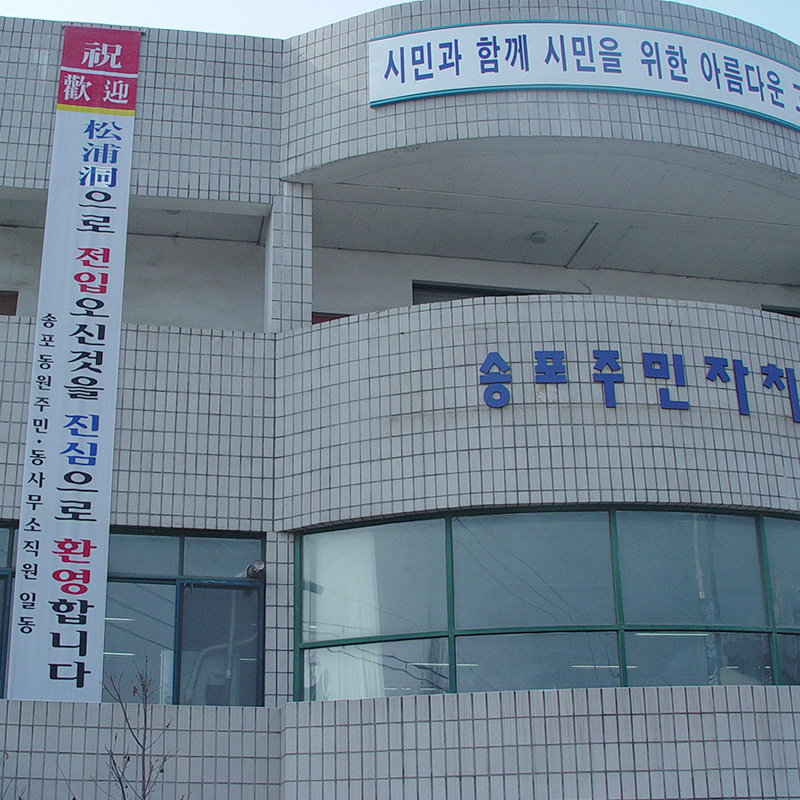 祝
歡迎
松浦洞으로 전입오신것을 진심으로 환영합니다
송포동원주민·동사무소직원 일동
시민과 함께 시민을 위한 아름다운
송포주민자치